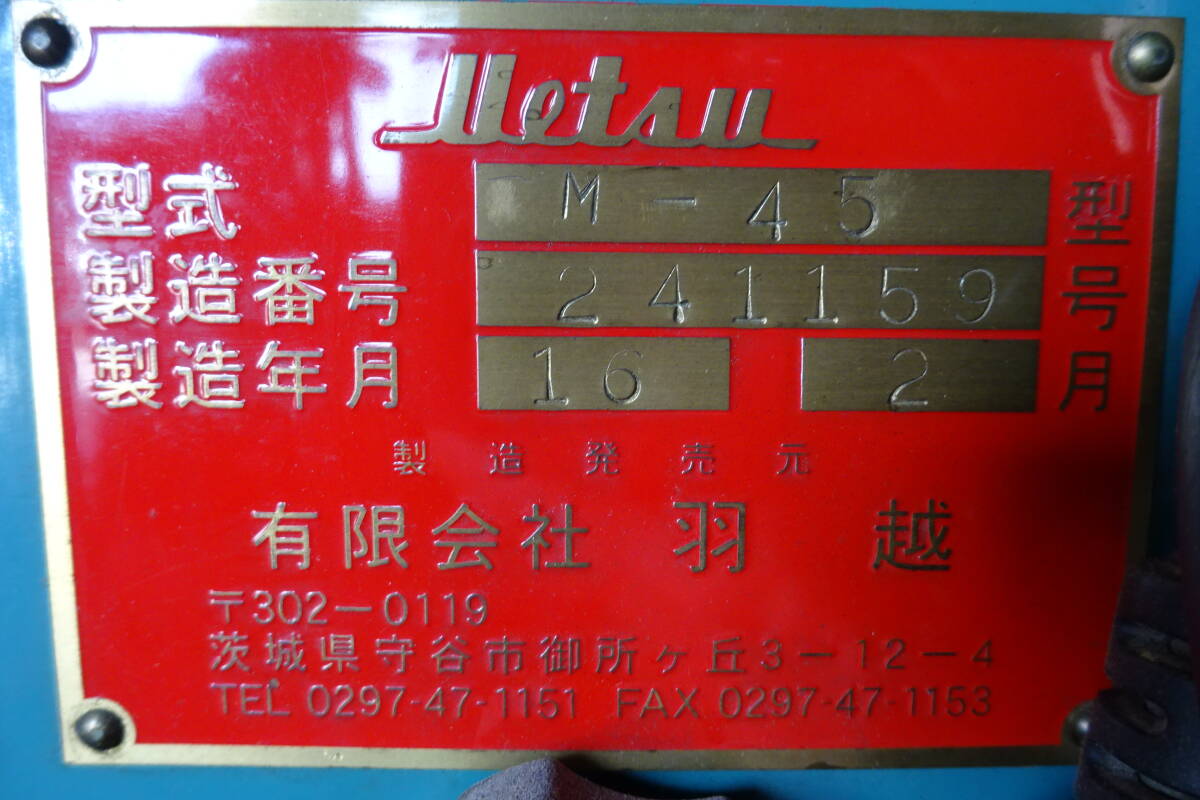 Uetsu
型式 M-45 型
製造番号 241159 号
製造年月 16 2 月
製造発売元
有限会社 羽越
〒302-0119
茨城県守谷市御所ヶ丘3-12-4
TEL 0297-47-1151 FAX 0297-47-1153